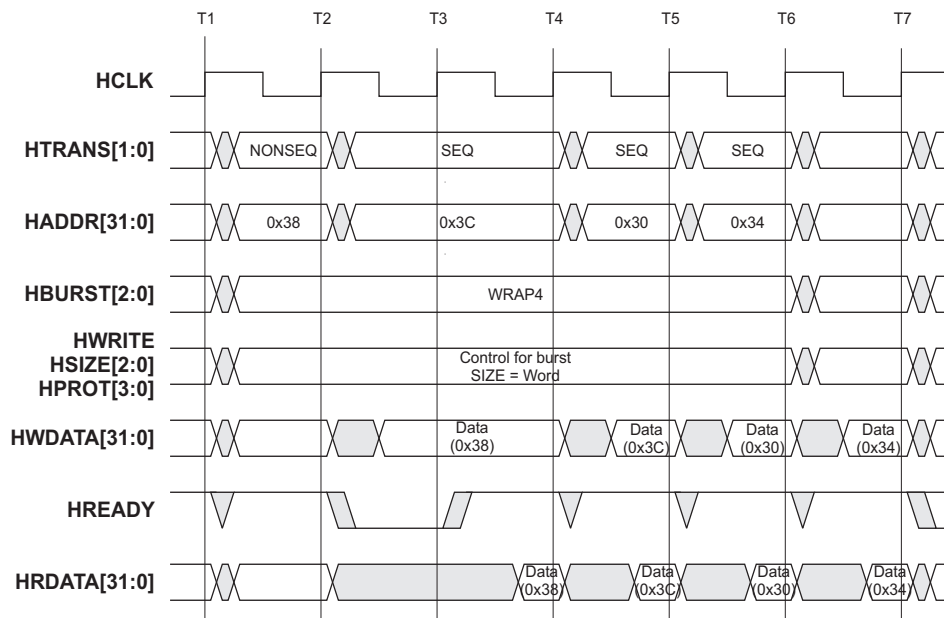 T1 T2 T3 T4 T5 T6 T7
HCLK
HTRANS[1:0] NONSEQ SEQ SEQ SEQ
HADDR[31:0] 0x38 0x3C 0x30 0x34
HBURST[2:0] WRAP4
HWRITE
HSIZE[2:0]
HPROT[3:0]
Control for burst
SIZE = Word
HWDATA[31:0]
Data
(0x38)
Data
(0x3C)
Data
(0x30)
Data
(0x34)
HREADY
HRDATA[31:0]
Data
(0x38)
Data
(0x3C)
Data
(0x30)
Data
(0x34)